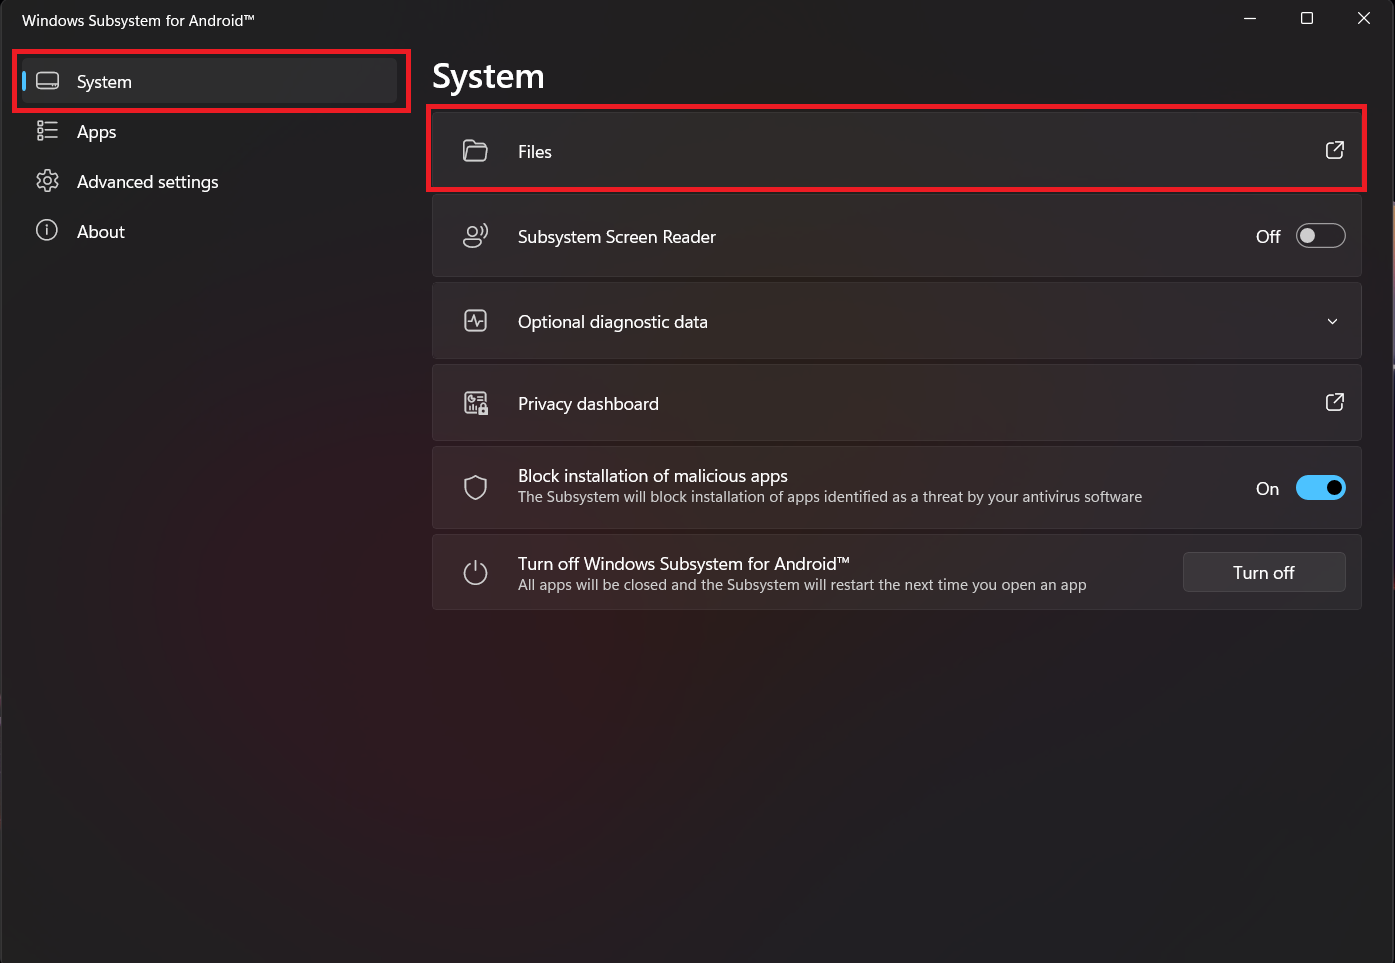 Windows Subsystem for Android™
System
Apps
Advanced settings
About
System
Files
Subsystem Screen Reader
Off
Optional diagnostic data
Privacy dashboard
Block installation of malicious apps
The Subsystem will block installation of apps identified as a threat by your antivirus software
On
Turn off Windows Subsystem for Android™
All apps will be closed and the Subsystem will restart the next time you open an app
Turn off